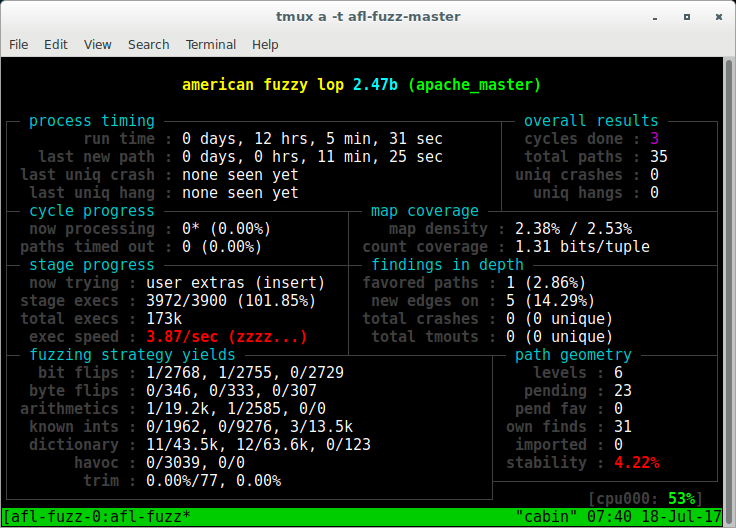 tmux a -t afl-fuzz-master
File Edit View Search Terminal Help
american fuzzy lop 2.47b (apache_master)
process timing overall results
run time : 0 days, 12 hrs, 5 min, 31 sec cycles done : 3
last new path : 0 days, 0 hrs, 11 min, 25 sec total paths : 35
last uniq crash : none seen yet uniq crashes : 0
last uniq hang : none seen yet uniq hangs : 0
cycle progress map coverage
now processing : 0* (0.00%) map density : 2.38% / 2.53%
paths timed out : 0 (0.00%) count coverage : 1.31 bits/tuple
stage progress findings in depth
now trying : user extras (insert) favored paths : 1 (2.86%)
stage execs : 3972/3900 (101.85%) new edges on : 5 (14.29%)
total execs : 173k total crashes : 0 (0 unique)
exec speed : 3.87/sec (zzzz...) total tmouts : 0 (0 unique)
fuzzing strategy yields path geometry
bit flips : 1/2768, 1/2755, 0/2729 levels : 6
byte flips : 0/346, 0/333, 0/307 pending : 23
arithmetics : 1/19.2k, 1/2585, 0/0 pend fav : 0
known ints : 0/1962, 0/9276, 3/13.5k own finds : 31
dictionary : 11/43.5k, 12/63.6k, 0/123 imported : 0
havoc : 0/3039, 0/0 stability : 4.22%
trim : 0.00%/77, 0.00%
[cpu000: 53%]
[afl-fuzz-0:afl-fuzz* "cabin" 07:40 18-Jul-17